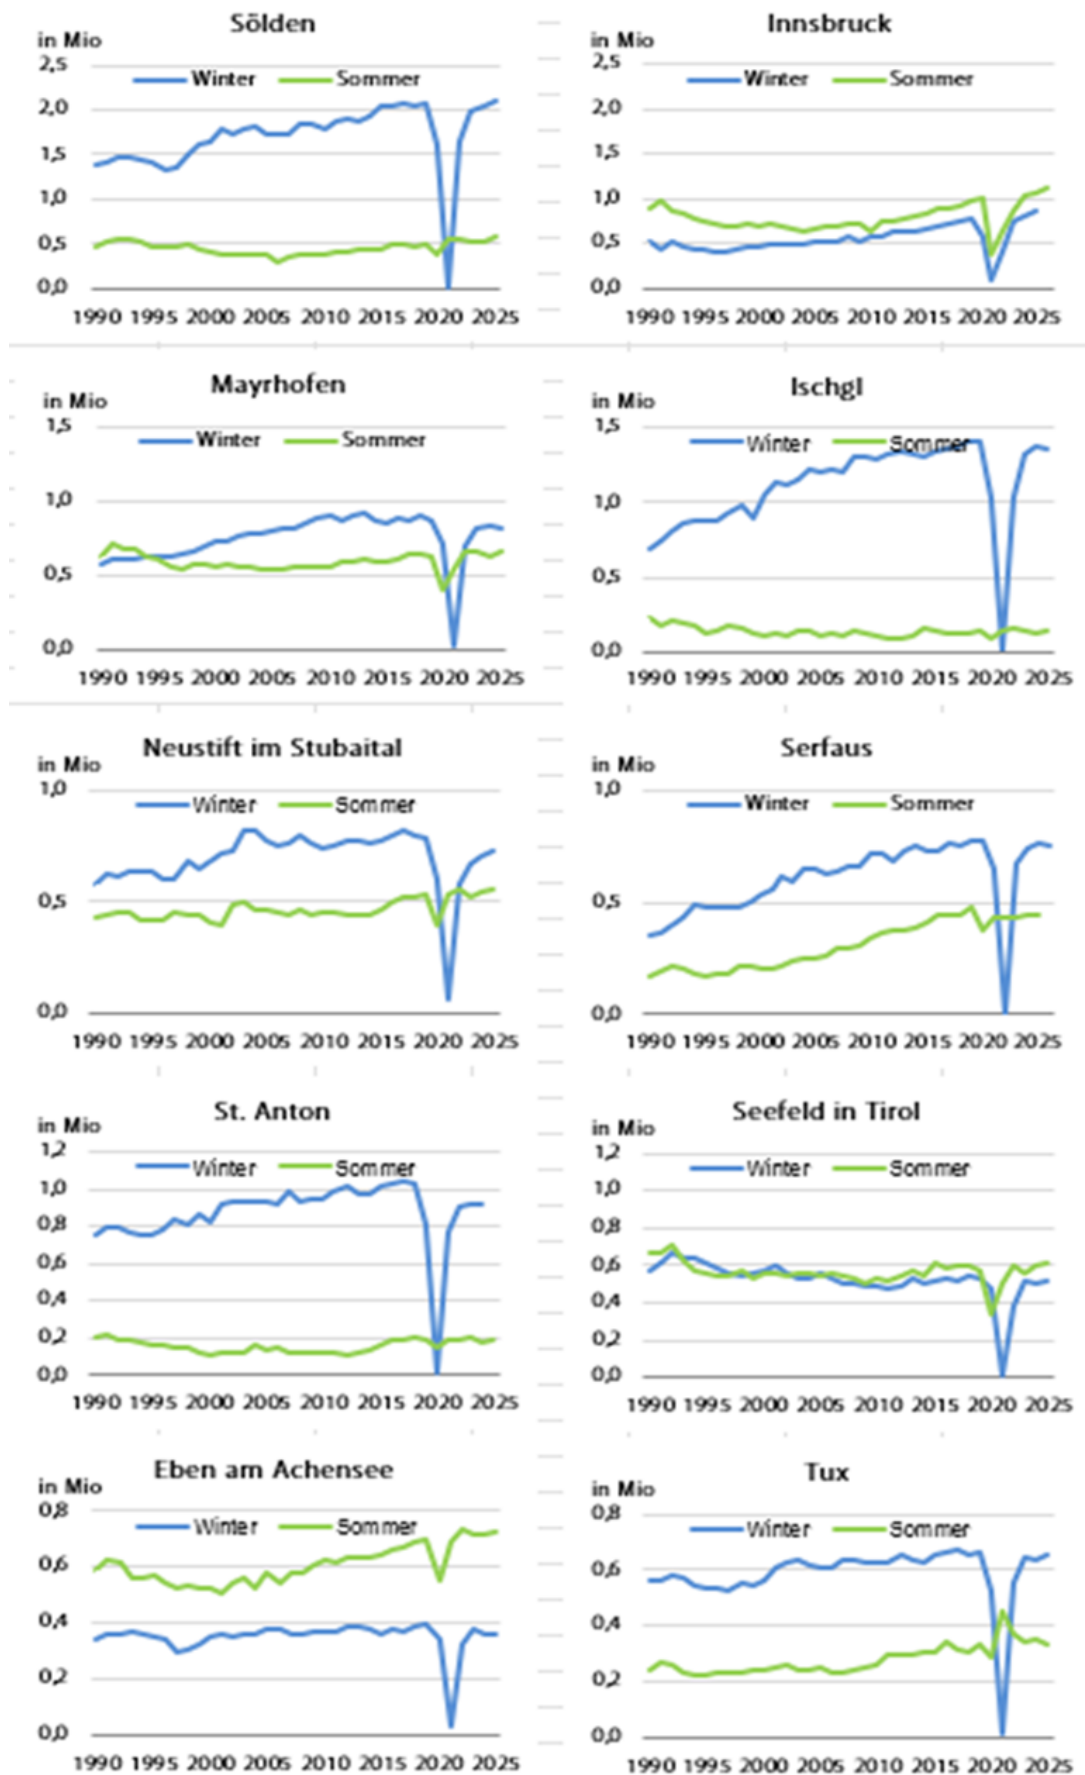 Sölden
in Mio
2,5
Winter Sommer
2,0
1,5
1,0
0,5
0,0
1990 1995 2000 2005 2010 2015 2020 2025
Innsbruck
in Mio
2,5
Winter Sommer
2,0
1,5
1,0
0,5
0,0
1990 1995 2000 2005 2010 2015 2020 2025
Mayrhofen
in Mio
1,5
Winter Sommer
1,0
0,5
0,0
1990 1995 2000 2005 2010 2015 2020 2025
Ischgl
in Mio
1,5
Winter Sommer
1,0
0,5
0,0
1990 1995 2000 2005 2010 2015 2020 2025
Neustift im Stubaital
in Mio
1,0
Winter Sommer
0,5
0,0
1990 1995 2000 2005 2010 2015 2020 2025
Serfaus
in Mio
1,0
Winter Sommer
0,5
0,0
1990 1995 2000 2005 2010 2015 2020 2025
St. Anton
in Mio
1,2
Winter Sommer
1,0
0,8
0,6
0,4
0,2
0,0
1990 1995 2000 2005 2010 2015 2020 2025
Seefeld in Tirol
in Mio
1,2
Winter Sommer
1,0
0,8
0,6
0,4
0,2
0,0
1990 1995 2000 2005 2010 2015 2020 2025
Eben am Achensee
in Mio
0,8
Winter Sommer
0,6
0,4
0,2
0,0
1990 1995 2000 2005 2010 2015 2020 2025
Tux
in Mio
0,8
Winter Sommer
0,6
0,4
0,2
0,0
1990 1995 2000 2005 2010 2015 2020 2025